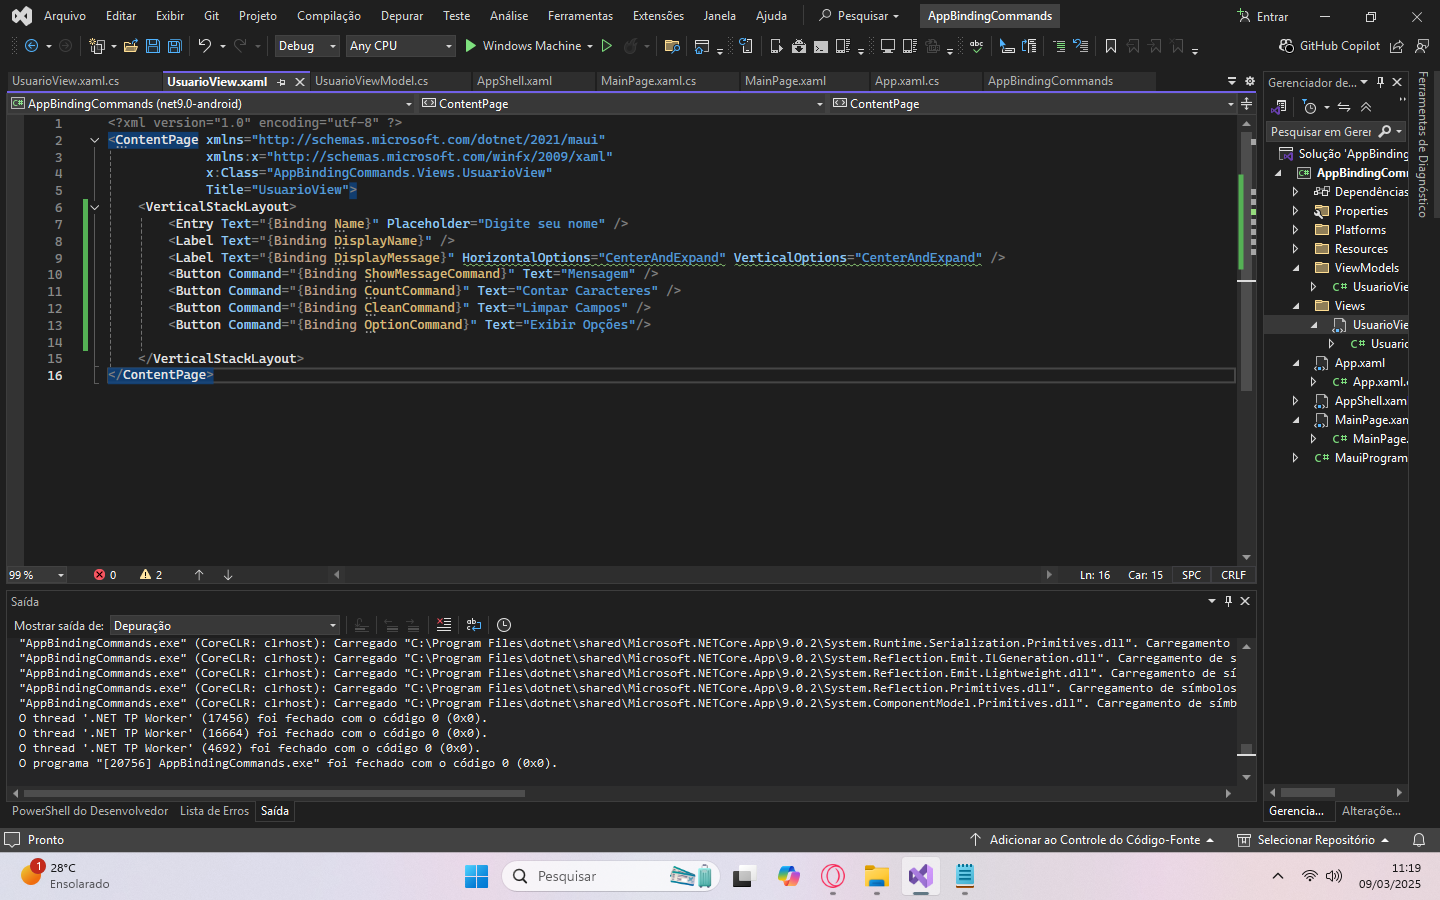 Arquivo Editar Exibir Git Projeto Compilação Depurar Teste Análise Ferramentas Extensões Janela Ajuda Pesquisar AppBindingCommands Entrar
Debug Any CPU Windows Machine GitHub Copilot
UsuarioView.xaml.cs UsuarioView.xaml UsuarioViewModel.cs AppShell.xaml MainPage.xaml.cs MainPage.xaml App.xaml.cs AppBindingCommands
AppBindingCommands (net9.0-android) ContentPage ContentPage
1 <?xml version="1.0" encoding="utf-8" ?>
2 <ContentPage xmlns="http://schemas.microsoft.com/dotnet/2021/maui"
3 xmlns:x="http://schemas.microsoft.com/winfx/2009/xaml"
4 x:Class="AppBindingCommands.Views.UsuarioView"
5 Title="UsuarioView">
6 <VerticalStackLayout>
7 <Entry Text="{Binding Name}" Placeholder="Digite seu nome" />
8 <Label Text="{Binding DisplayName}" />
9 <Label Text="{Binding DisplayMessage}" HorizontalOptions="CenterAndExpand" VerticalOptions="CenterAndExpand" />
10 <Button Command="{Binding ShowMessageCommand}" Text="Mensagem" />
11 <Button Command="{Binding CountCommand}" Text="Contar Caracteres" />
12 <Button Command="{Binding CleanCommand}" Text="Limpar Campos" />
13 <Button Command="{Binding OptionCommand}" Text="Exibir Opções"/>
14
15 </VerticalStackLayout>
16 </ContentPage>
99 % 0 2 Ln: 16 Car: 15 SPC CRLF
Saída
Mostrar saída de: Depuração
"AppBindingCommands.exe" (CoreCLR: clrhost): Carregado "C:\Program Files\dotnet\shared\Microsoft.NETCore.App\9.0.2\System.Runtime.Serialization.Primitives.dll". Carregamento
"AppBindingCommands.exe" (CoreCLR: clrhost): Carregado "C:\Program Files\dotnet\shared\Microsoft.NETCore.App\9.0.2\System.Reflection.Emit.ILGeneration.dll". Carregamento de s
"AppBindingCommands.exe" (CoreCLR: clrhost): Carregado "C:\Program Files\dotnet\shared\Microsoft.NETCore.App\9.0.2\System.Reflection.Emit.Lightweight.dll". Carregamento de sí
"AppBindingCommands.exe" (CoreCLR: clrhost): Carregado "C:\Program Files\dotnet\shared\Microsoft.NETCore.App\9.0.2\System.Reflection.Primitives.dll". Carregamento de símbolos
"AppBindingCommands.exe" (CoreCLR: clrhost): Carregado "C:\Program Files\dotnet\shared\Microsoft.NETCore.App\9.0.2\System.ComponentModel.Primitives.dll". Carregamento de símb
O thread '.NET TP Worker' (17456) foi fechado com o código 0 (0x0).
O thread '.NET TP Worker' (16664) foi fechado com o código 0 (0x0).
O thread '.NET TP Worker' (4692) foi fechado com o código 0 (0x0).
O programa "[20756] AppBindingCommands.exe" foi fechado com o código 0 (0x0).
PowerShell do Desenvolvedor Lista de Erros Saída
Gerenciador de...
Pesquisar em Geren
Solução 'AppBinding
AppBindingComm
Dependências
Properties
Platforms
Resources
ViewModels
C# UsuarioVie
Views
UsuarioVie
C# Usuario
App.xaml
C# App.xaml.c
AppShell.xam
MainPage.xan
C# MainPage.
C# MauiProgram
Gerencia... Alteraçõe...
Ferramentas de Diagnóstico
Pronto Adicionar ao Controle do Código-Fonte Selecionar Repositório
1 28°C
Ensolarado
Pesquisar
11:19
09/03/2025